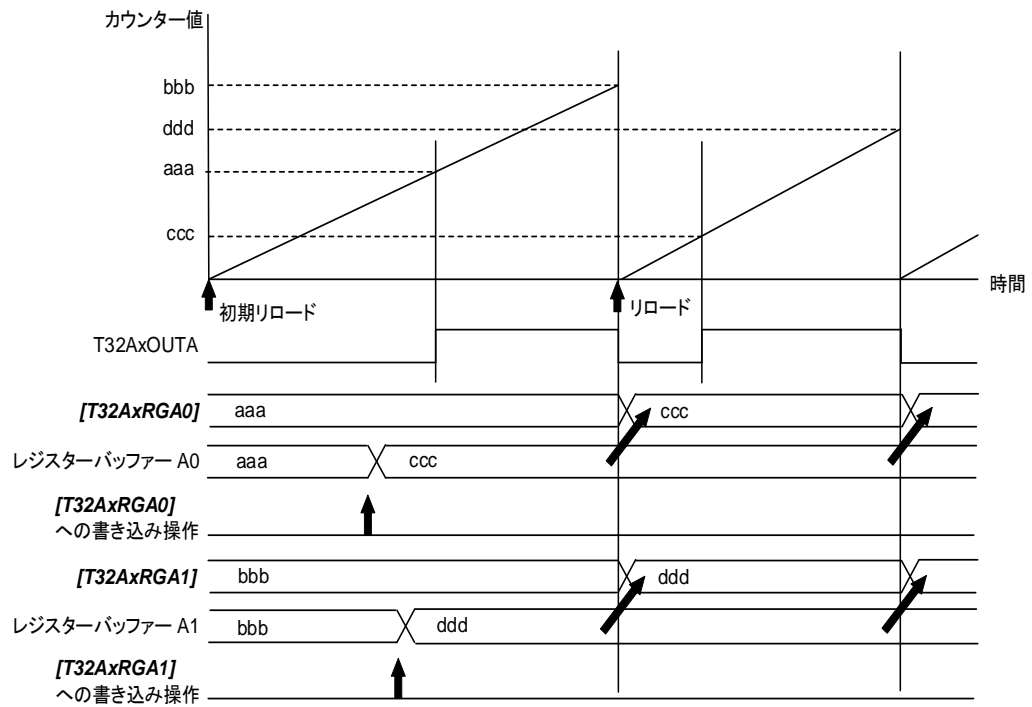 カウンター値
bbb
ddd
aaa
ccc
時間
初期リロード
リロード
T32AxOUTA
[T32AxRGA0]
aaa
ccc
レジスターバッファー A0
aaa
ccc
[T32AxRGA0]
への書き込み操作
[T32AxRGA1]
bbb
ddd
レジスターバッファー A1
bbb
ddd
[T32AxRGA1]
への書き込み操作